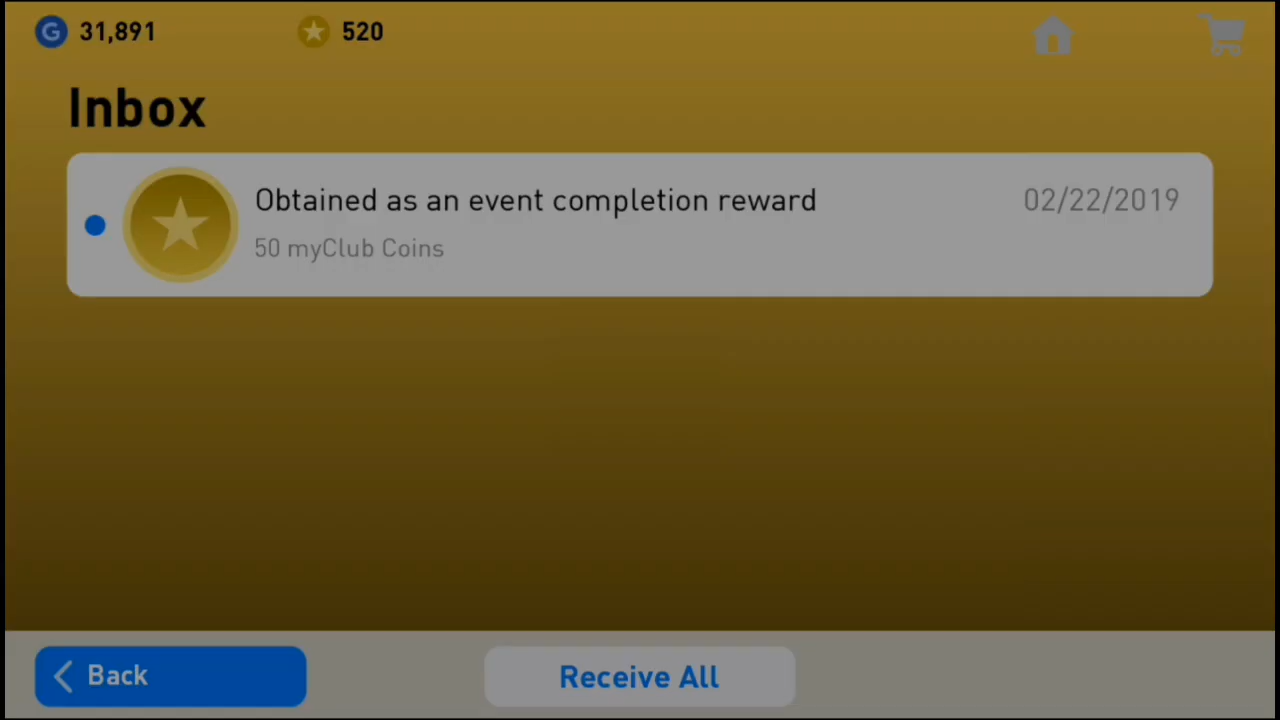 G 31,891 520
Inbox
Obtained as an event completion reward 02/22/2019
50 myClub Coins
Back Receive All